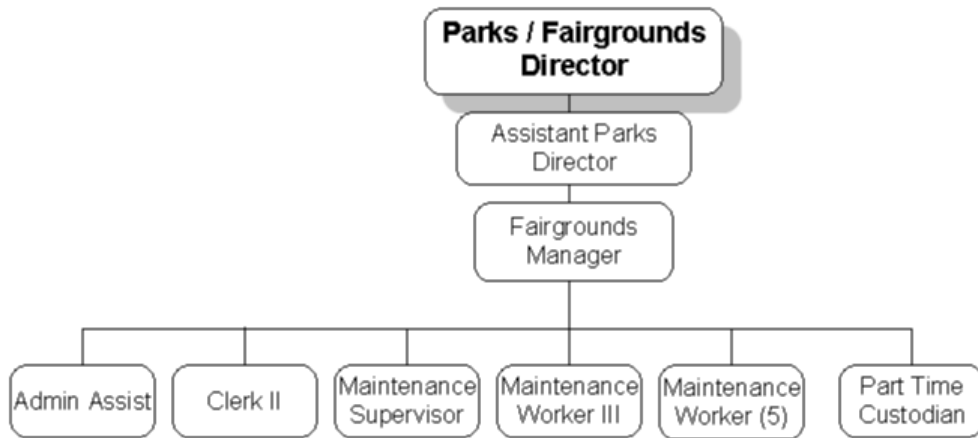 Parks / Fairgrounds
Director
Assistant Parks
Director
Fairgrounds
Manager
Admin Assist
Clerk II
Maintenance
Supervisor
Maintenance
Worker III
Maintenance
Worker (5)
Part Time
Custodian